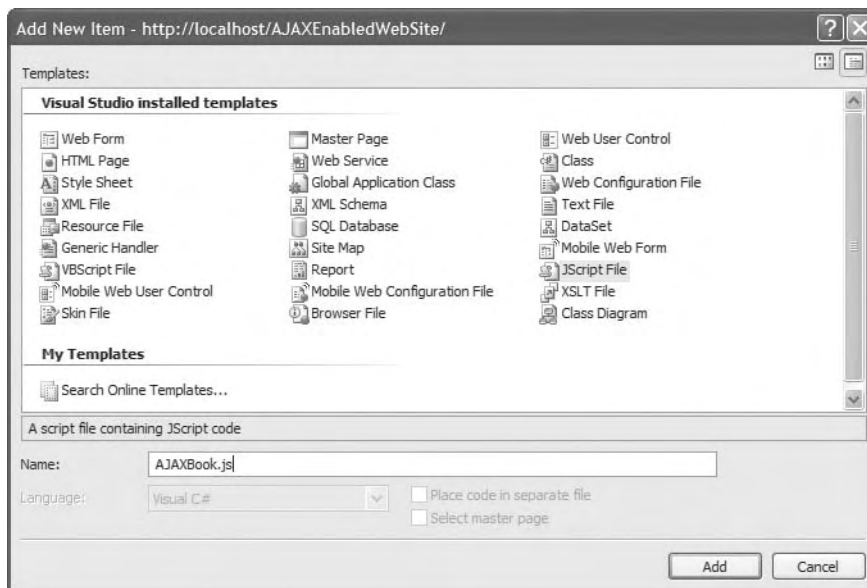 Add New Item - http://localhost/AJAXEnabledWebSite/
Templates:
Visual Studio installed templates
Web Form
Master Page
Web User Control
HTML Page
Web Service
Class
Style Sheet
Global Application Class
Web Configuration File
XML File
XML Schema
Text File
Resource File
SQL Database
DataSet
Generic Handler
Site Map
Mobile Web Form
VBScript File
Report
JScript File
Mobile Web User Control
Mobile Web Configuration File
XSLT File
Skin File
Browser File
Class Diagram
My Templates
Search Online Templates...
A script file containing JScript code
Name:
AJAXBook.js
Language:
Visual C#
Place code in separate file
Select master page
Add
Cancel